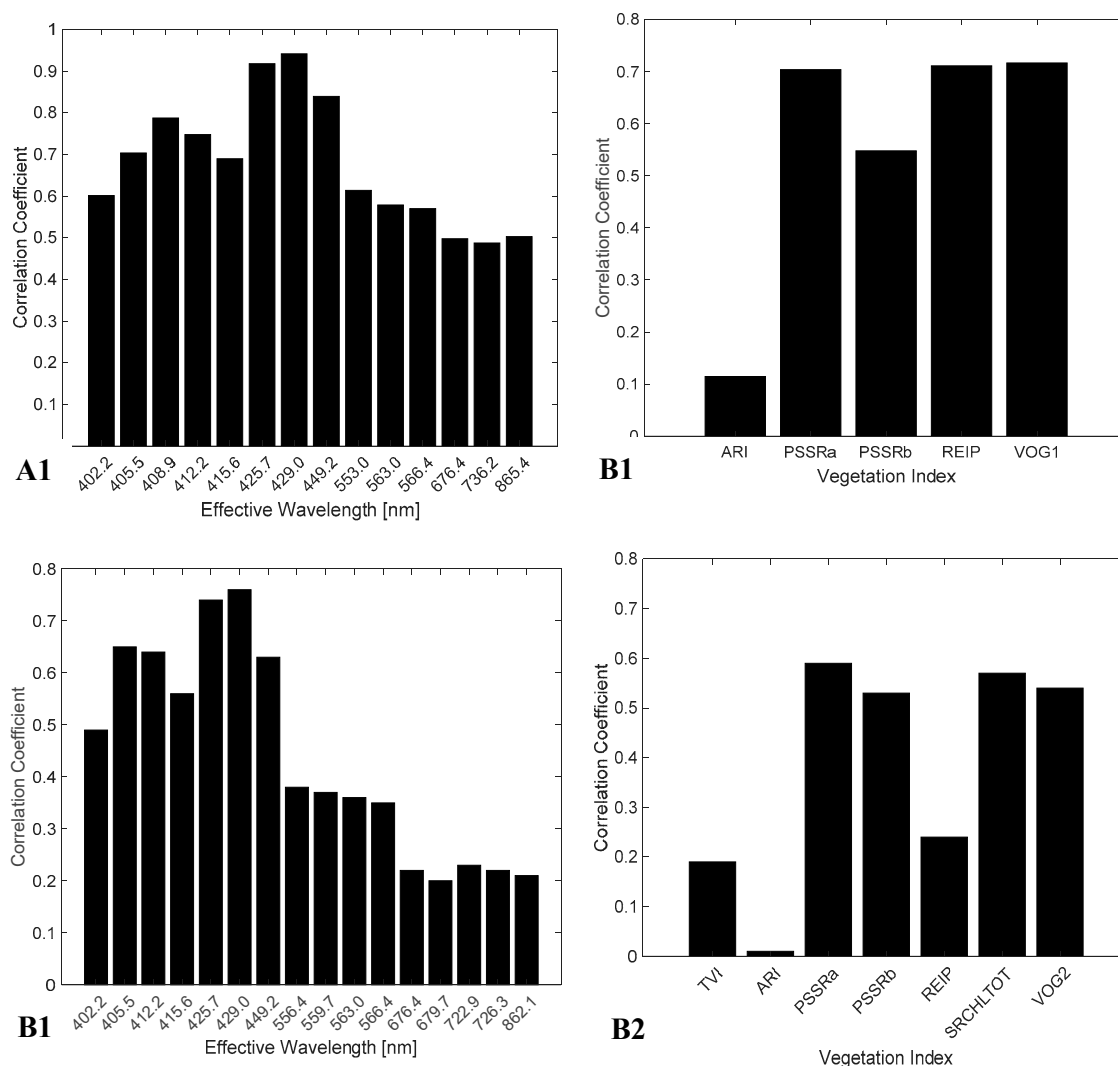 1
0.9
0.8
0.7
0.6
0.5
0.4
0.3
0.2
0.1
Correlation Coefficient
402.2 405.5 408.9 412.2 415.6 425.7 429.0 449.2 553.0 563.0 566.4 676.4 736.2 865.4
Effective Wavelength [nm]
A1
0.8
0.7
0.6
0.5
0.4
0.3
0.2
0.1
0
Correlation Coefficient
ARI PSSRa PSSRb REIP VOG1
Vegetation Index
B1
0.8
0.7
0.6
0.5
0.4
0.3
0.2
0.1
0
Correlation Coefficient
402.2 405.5 412.2 415.6 425.7 429.0 449.2 556.4 559.7 563.0 566.4 676.4 679.7 722.9 726.3 862.1
Effective Wavelength [nm]
B1
0.8
0.7
0.6
0.5
0.4
0.3
0.2
0.1
0
Correlation Coefficient
TVI ARI PSSRa PSSRb REIP SRCHLTOT VOG2
Vegetation Index
B2